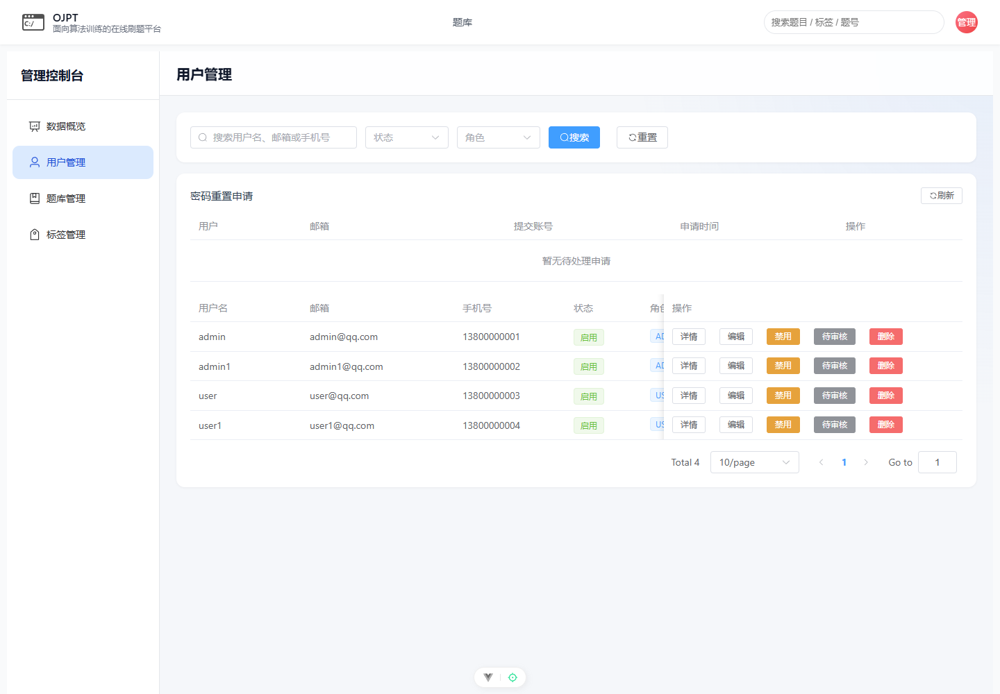 OJPT
面向算法训练的在线刷题平台
题库
搜索题目 / 标签 / 题号
管理
管理控制台
数据概览
用户管理
题库管理
标签管理
用户管理
搜索用户名、邮箱或手机号
状态
角色
搜索
重置
密码重置申请
刷新
用户 邮箱 提交账号 申请时间 操作
暂无待处理申请
用户名 邮箱 手机号 状态 角色 操作
admin admin@qq.com 13800000001 启用 AD 详情 编辑 禁用 待审核 删除
admin1 admin1@qq.com 13800000002 启用 AD 详情 编辑 禁用 待审核 删除
user user@qq.com 13800000003 启用 US 详情 编辑 禁用 待审核 删除
user1 user1@qq.com 13800000004 启用 US 详情 编辑 禁用 待审核 删除
Total 4 10/page 1 Go to 1